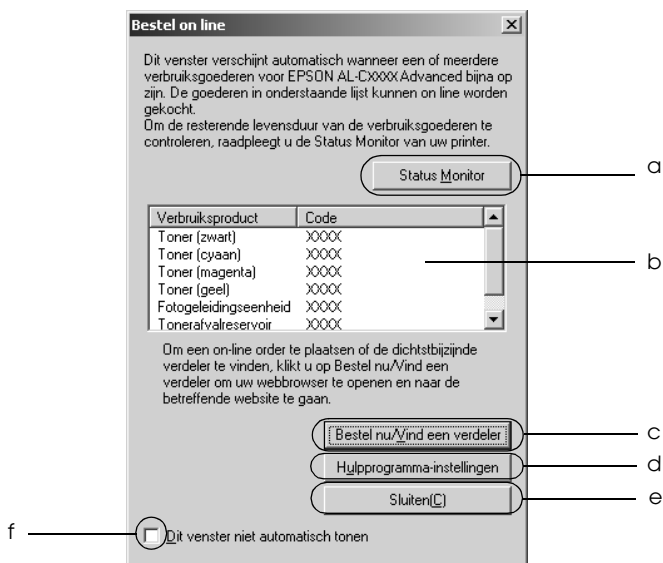 Bestel on line
Dit venster verschijnt automatisch wanneer een of meerdere
verbruiksgoederen voor EPSON AL-CXXXX Advanced bijna op
zijn. De goederen in onderstaande lijst kunnen on line worden
gekocht.
Om de resterende levensduur van de verbruiksgoederen te
controleren, raadpleegt u de Status Monitor van uw printer.
Status Monitor
a
Verbruiksproduct Code
Toner (zwart) XXXX
Toner (cyaan) XXXX
Toner (magenta) XXXX
Toner (geel) XXXX
Fotogeleidingseenheid XXXX
Tonerafvalreservoir XXXX
b
Om een on-line order te plaatsen of de dichtstbijzijnde
verdeler te vinden, klikt u op Bestel nu/Vind een
verdeler om uw webbrowser te openen en naar de
betreffende website te gaan.
Bestel nu/Vind een verdeler
c
Hulpprogramma-instellingen
d
Sluiten(C)
e
f
Dit venster niet automatisch tonen